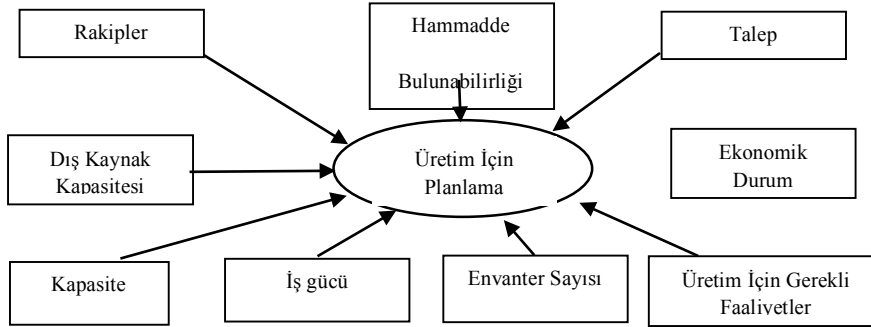 Rakipler
Hammadde
Bulunabilirliği
Talep
Dış Kaynak
Kapasitesi
Üretim İçin
Planlama
Ekonomik
Durum
Kapasite
İş gücü
Envanter Sayısı
Üretim İçin Gerekli
Faaliyetler